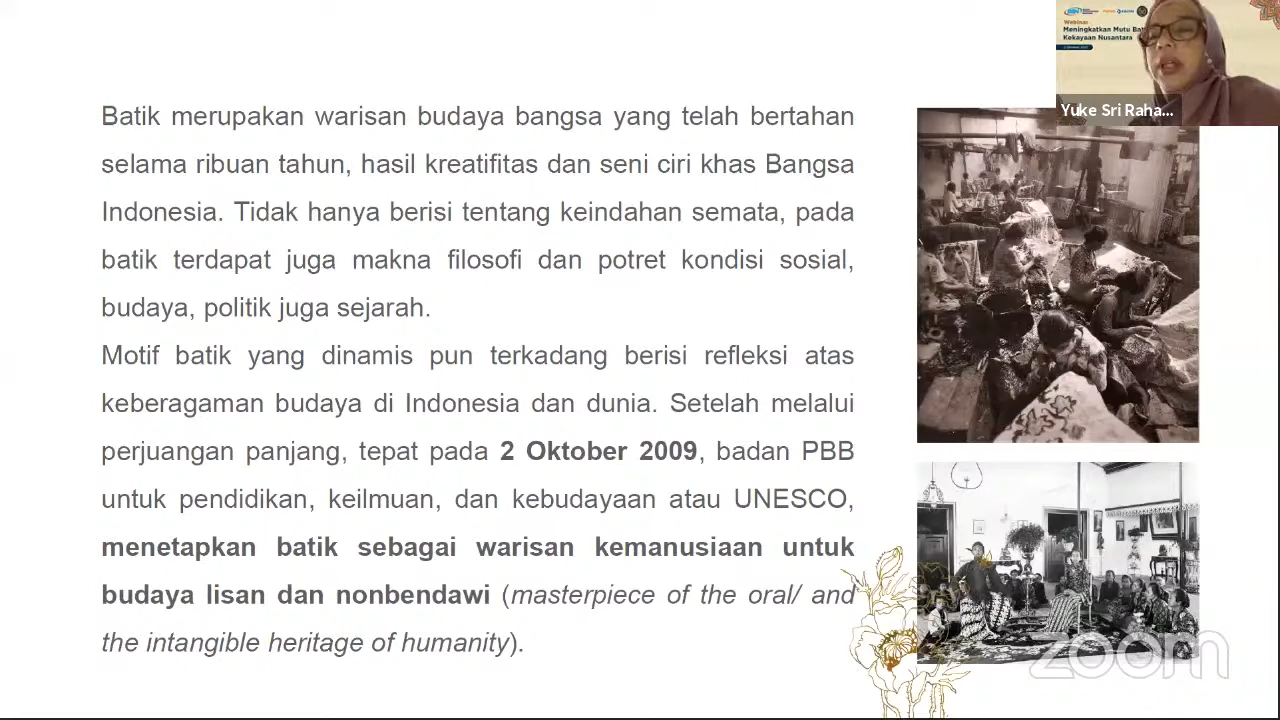 Batik merupakan warisan budaya bangsa yang telah bertahan
selama ribuan tahun, hasil kreatifitas dan seni ciri khas Bangsa
Indonesia. Tidak hanya berisi tentang keindahan semata, pada
batik terdapat juga makna filosofi dan potret kondisi sosial,
budaya, politik juga sejarah.
Motif batik yang dinamis pun terkadang berisi refleksi atas
keberagaman budaya di Indonesia dan dunia. Setelah melalui
perjuangan panjang, tepat pada 2 Oktober 2009, badan PBB
untuk pendidikan, keilmuan, dan kebudayaan atau UNESCO,
menetapkan batik sebagai warisan kemanusiaan untuk
budaya lisan dan nonbendawi (masterpiece of the oral/ and
the intangible heritage of humanity).
Webinar
Meningkatkan Mutu Bat
Kekayaan Nusantara
Yuke Sri Raha...
zoom